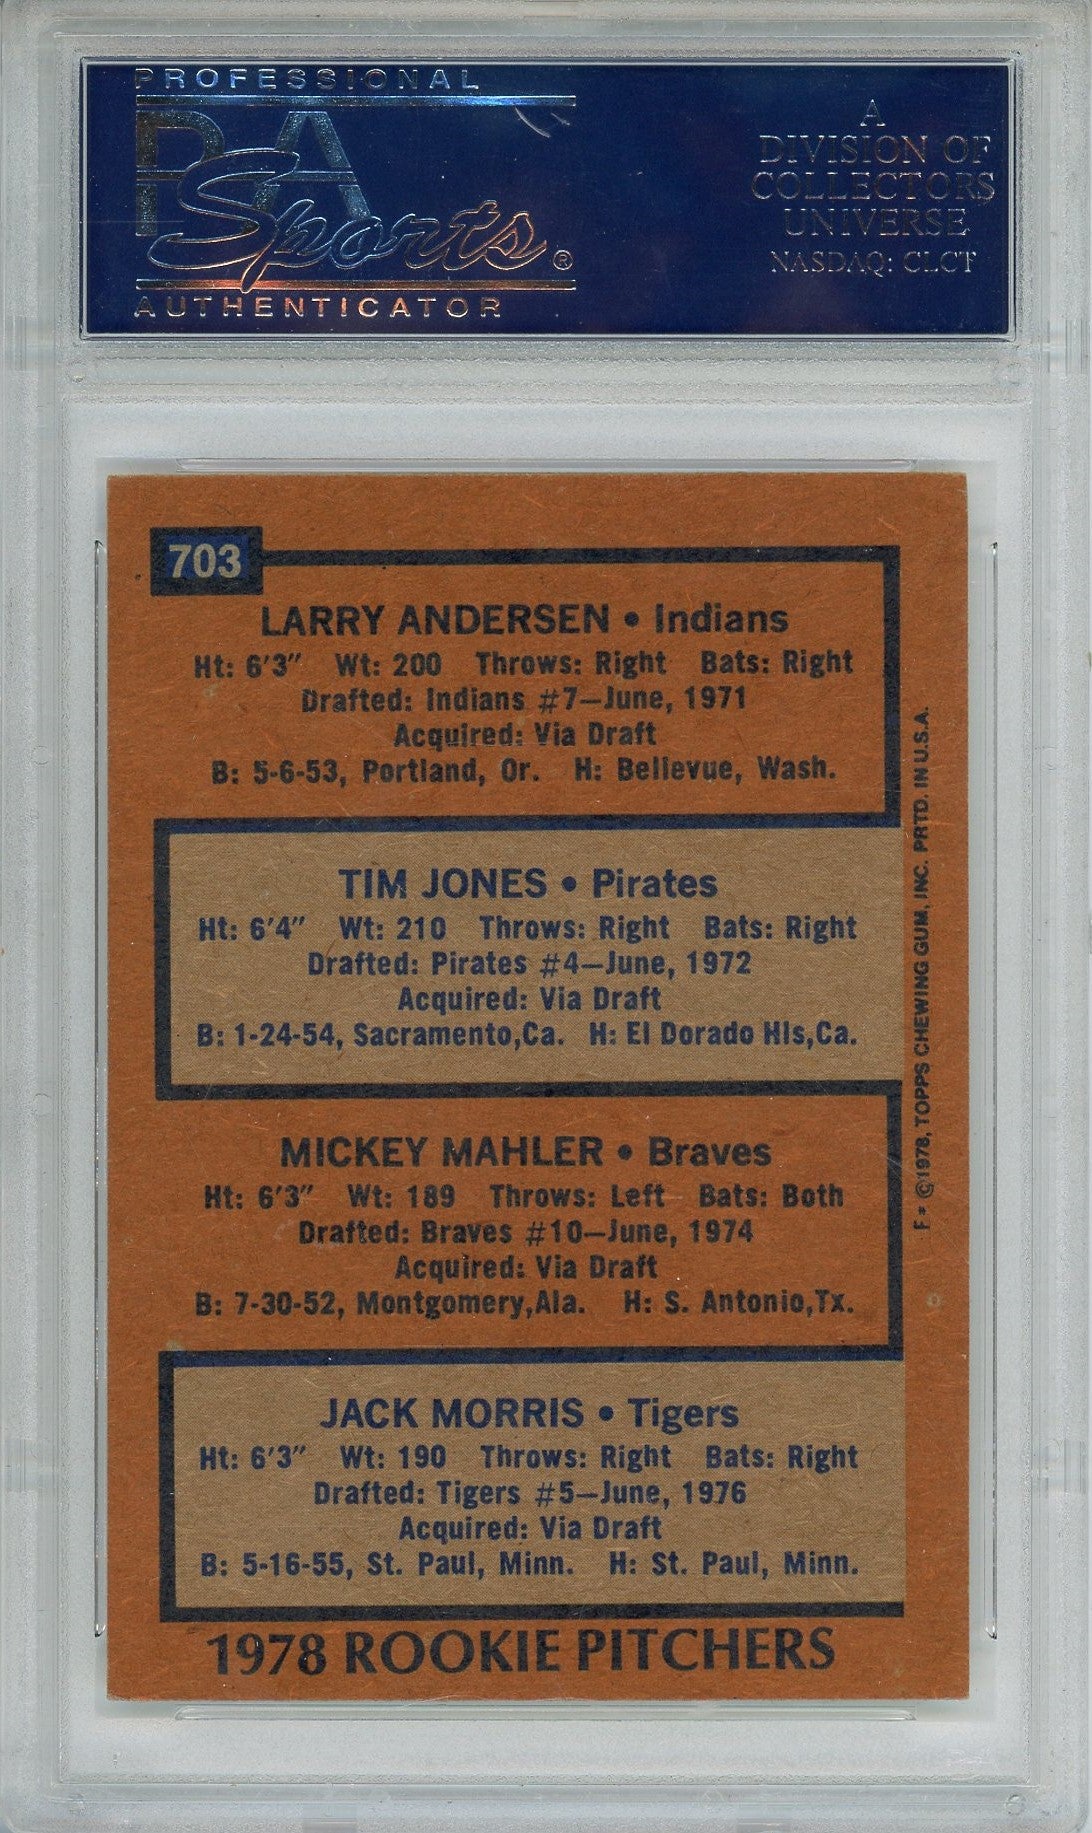 PROFESSIONAL
PSA
Sports®
AUTHENTICATOR
A
DIVISION OF
COLLECTORS
UNIVERSE
NASDAQ: CLCT
703
LARRY ANDERSEN • Indians
Ht: 6'3" Wt: 200 Throws: Right Bats: Right
Drafted: Indians #7—June, 1971
Acquired: Via Draft
B: 5-6-53, Portland, Or. H: Bellevue, Wash.
TIM JONES • Pirates
Ht: 6'4" Wt: 210 Throws: Right Bats: Right
Drafted: Pirates #4—June, 1972
Acquired: Via Draft
B: 1-24-54, Sacramento,Ca. H: El Dorado Hls,Ca.
MICKEY MAHLER • Braves
Ht: 6'3" Wt: 189 Throws: Left Bats: Both
Drafted: Braves #10—June, 1974
Acquired: Via Draft
B: 7-30-52, Montgomery,Ala. H: S. Antonio,Tx.
JACK MORRIS • Tigers
Ht: 6'3" Wt: 190 Throws: Right Bats: Right
Drafted: Tigers #5—June, 1976
Acquired: Via Draft
B: 5-16-55, St. Paul, Minn. H: St. Paul, Minn.
1978 ROOKIE PITCHERS
F* ©1978, TOPPS CHEWING GUM, INC. PRTD. IN U.S.A.